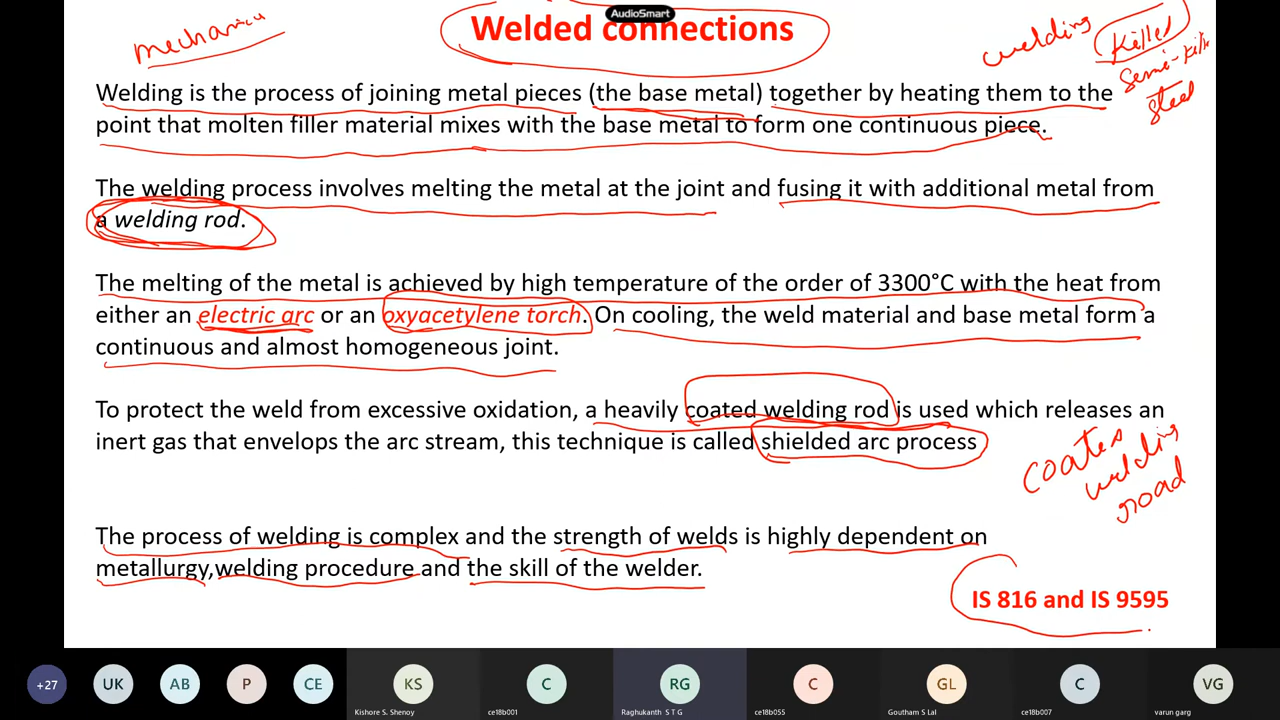 AudioSmart
Welded connections
mechanica
welding
Killed
Semi-kill
steel
Welding is the process of joining metal pieces (the base metal) together by heating them to the
point that molten filler material mixes with the base metal to form one continuous piece.
The welding process involves melting the metal at the joint and fusing it with additional metal from
a welding rod.
The melting of the metal is achieved by high temperature of the order of 3300°C with the heat from
either an electric arc or an oxyacetylene torch. On cooling, the weld material and base metal form a
continuous and almost homogeneous joint.
To protect the weld from excessive oxidation, a heavily coated welding rod is used which releases an
inert gas that envelops the arc stream, this technique is called shielded arc process
coates
welding
road
The process of welding is complex and the strength of welds is highly dependent on
metallurgy,welding procedure and the skill of the welder.
IS 816 and IS 9595
+27 UK AB P CE KS C RG C GL C VG
Kishore S. Shenoy ce18b001 Raghukanth S T G ce18b055 Goutham S Lal ce18b007 varun garg